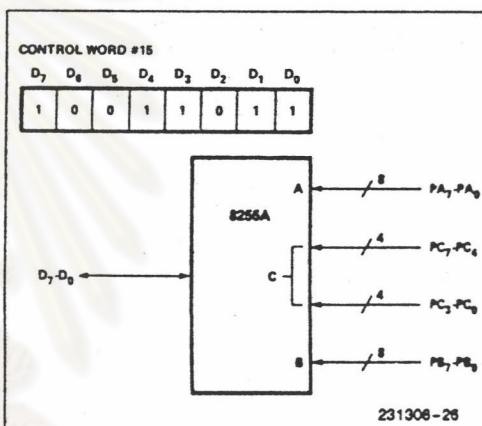 CONTROL WORD #15
D7 D6 D5 D4 D3 D2 D1 D0
1 0 0 1 1 0 1 1
8255A
A
8
PA7-PA0
4
PC7-PC4
D7-D0
C
4
PC3-PC0
B
8
PB7-PB0
231308-26